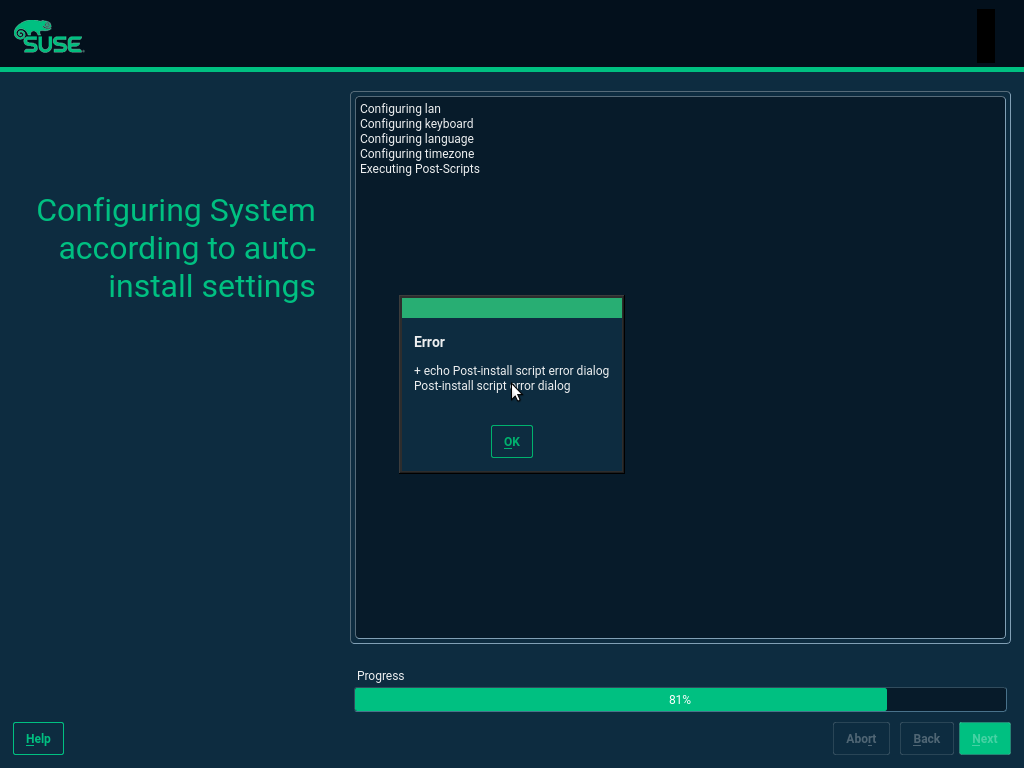 SUSE
Configuring System
according to auto-
install settings
Configuring lan
Configuring keyboard
Configuring language
Configuring timezone
Executing Post-Scripts
Error
+ echo Post-install script error dialog
Post-install script error dialog
OK
Progress
81%
Help
Abort
Back
Next